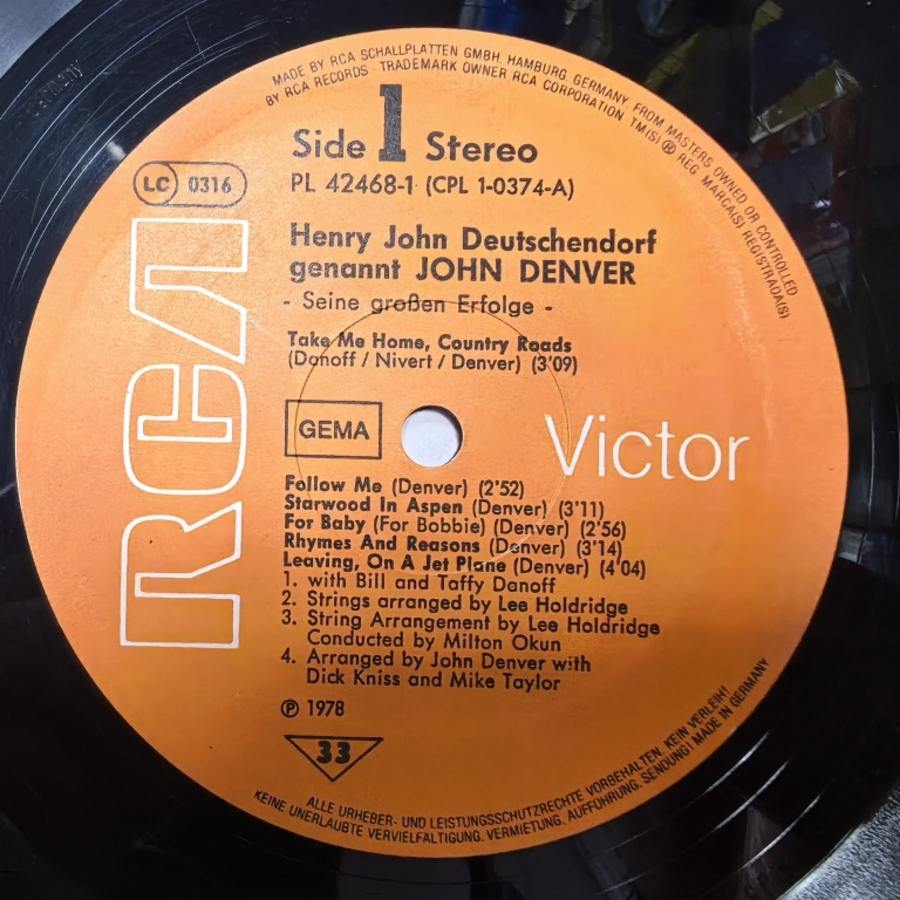 MADE BY RCA SCHALLPLATTEN GMBH. HAMBURG GERMANY FROM MASTERS OWNED OR CONTROLLED
BY RCA RECORDS · TRADEMARK OWNER RCA CORPORATION TM(S) ® REG. MARCA(S) REGISTRADA(S)
Side 1 Stereo
LC 0316
PL 42468-1 (CPL 1-0374-A)
RCA
Henry John Deutschendorf
genannt JOHN DENVER
- Seine großen Erfolge -
Take Me Home, Country Roads
(Danoff / Nivert / Denver) (3'09)
GEMA
Victor
Follow Me (Denver) (2'52)
Starwood In Aspen (Denver) (3'11)
For Baby (For Bobbie) (Denver) (2'56)
Rhymes And Reasons (Denver) (3'14)
Leaving, On A Jet Plane (Denver) (4'04)
1. with Bill and Taffy Danoff
2. Strings arranged by Lee Holdridge
3. String Arrangement by Lee Holdridge
Conducted by Milton Okun
4. Arranged by John Denver with
Dick Kniss and Mike Taylor
℗ 1978
33
ALLE URHEBER- UND LEISTUNGSSCHUTZRECHTE VORBEHALTEN. KEIN VERLEIH!
KEINE UNERLAUBTE VERVIELFÄLTIGUNG, VERMIETUNG, AUFFÜHRUNG, SENDUNG! MADE IN GERMANY